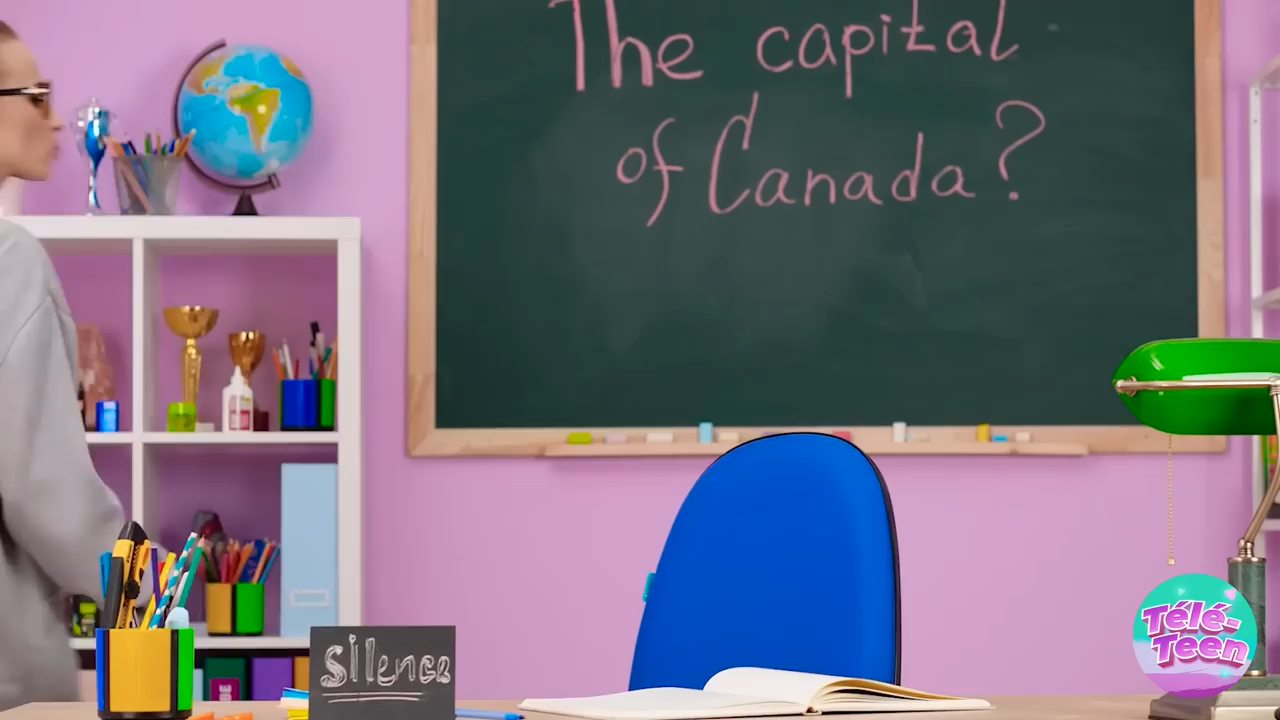 The capital
of Canada?
Silence
Télé-
Teen